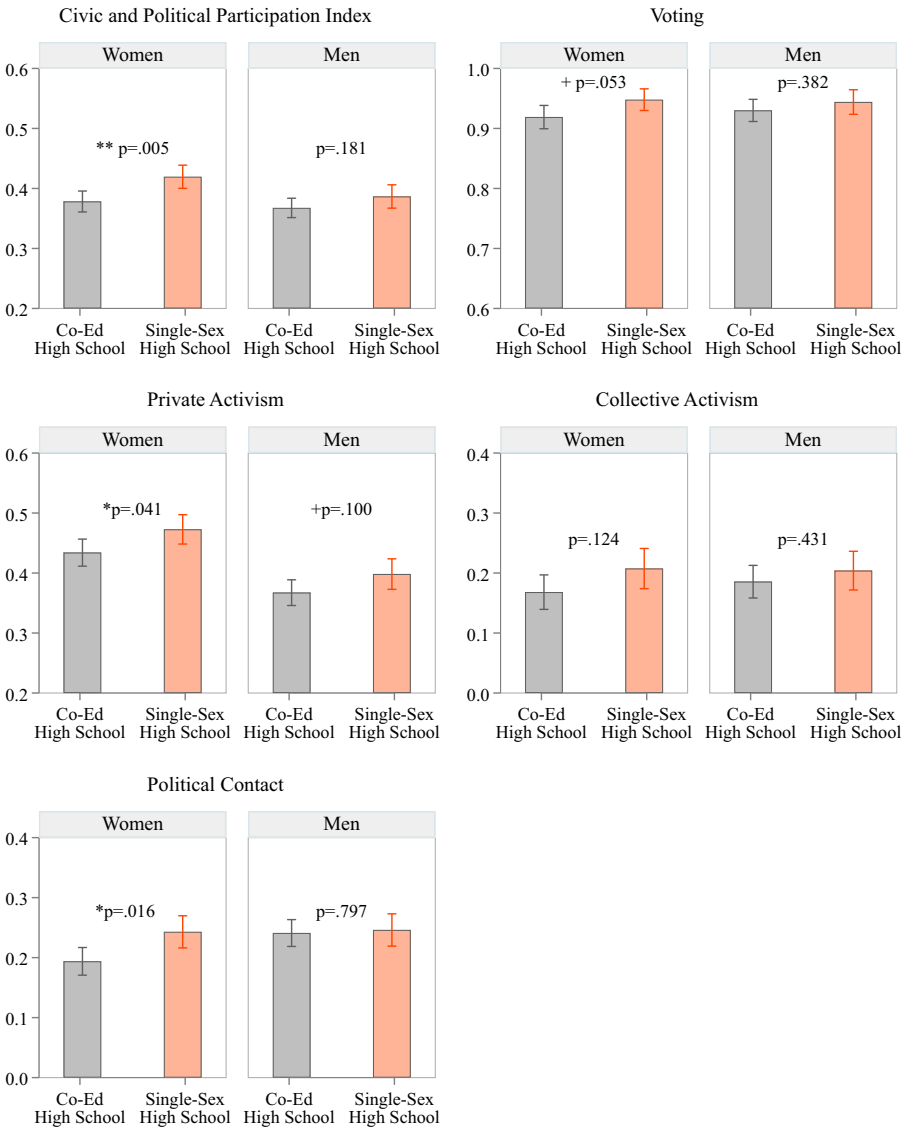 Civic and Political Participation Index
Women
Men
0.6
0.5
0.4
0.3
0.2
** p=.005
p=.181
Co-Ed
High School
Single-Sex
High School
Co-Ed
High School
Single-Sex
High School
Voting
Women
Men
1.0
0.9
0.8
0.7
0.6
+ p=.053
p=.382
Co-Ed
High School
Single-Sex
High School
Co-Ed
High School
Single-Sex
High School
Private Activism
Women
Men
0.6
0.5
0.4
0.3
0.2
*p=.041
+p=.100
Co-Ed
High School
Single-Sex
High School
Co-Ed
High School
Single-Sex
High School
Collective Activism
Women
Men
0.4
0.3
0.2
0.1
0.0
p=.124
p=.431
Co-Ed
High School
Single-Sex
High School
Co-Ed
High School
Single-Sex
High School
Political Contact
Women
Men
0.4
0.3
0.2
0.1
0.0
*p=.016
p=.797
Co-Ed
High School
Single-Sex
High School
Co-Ed
High School
Single-Sex
High School